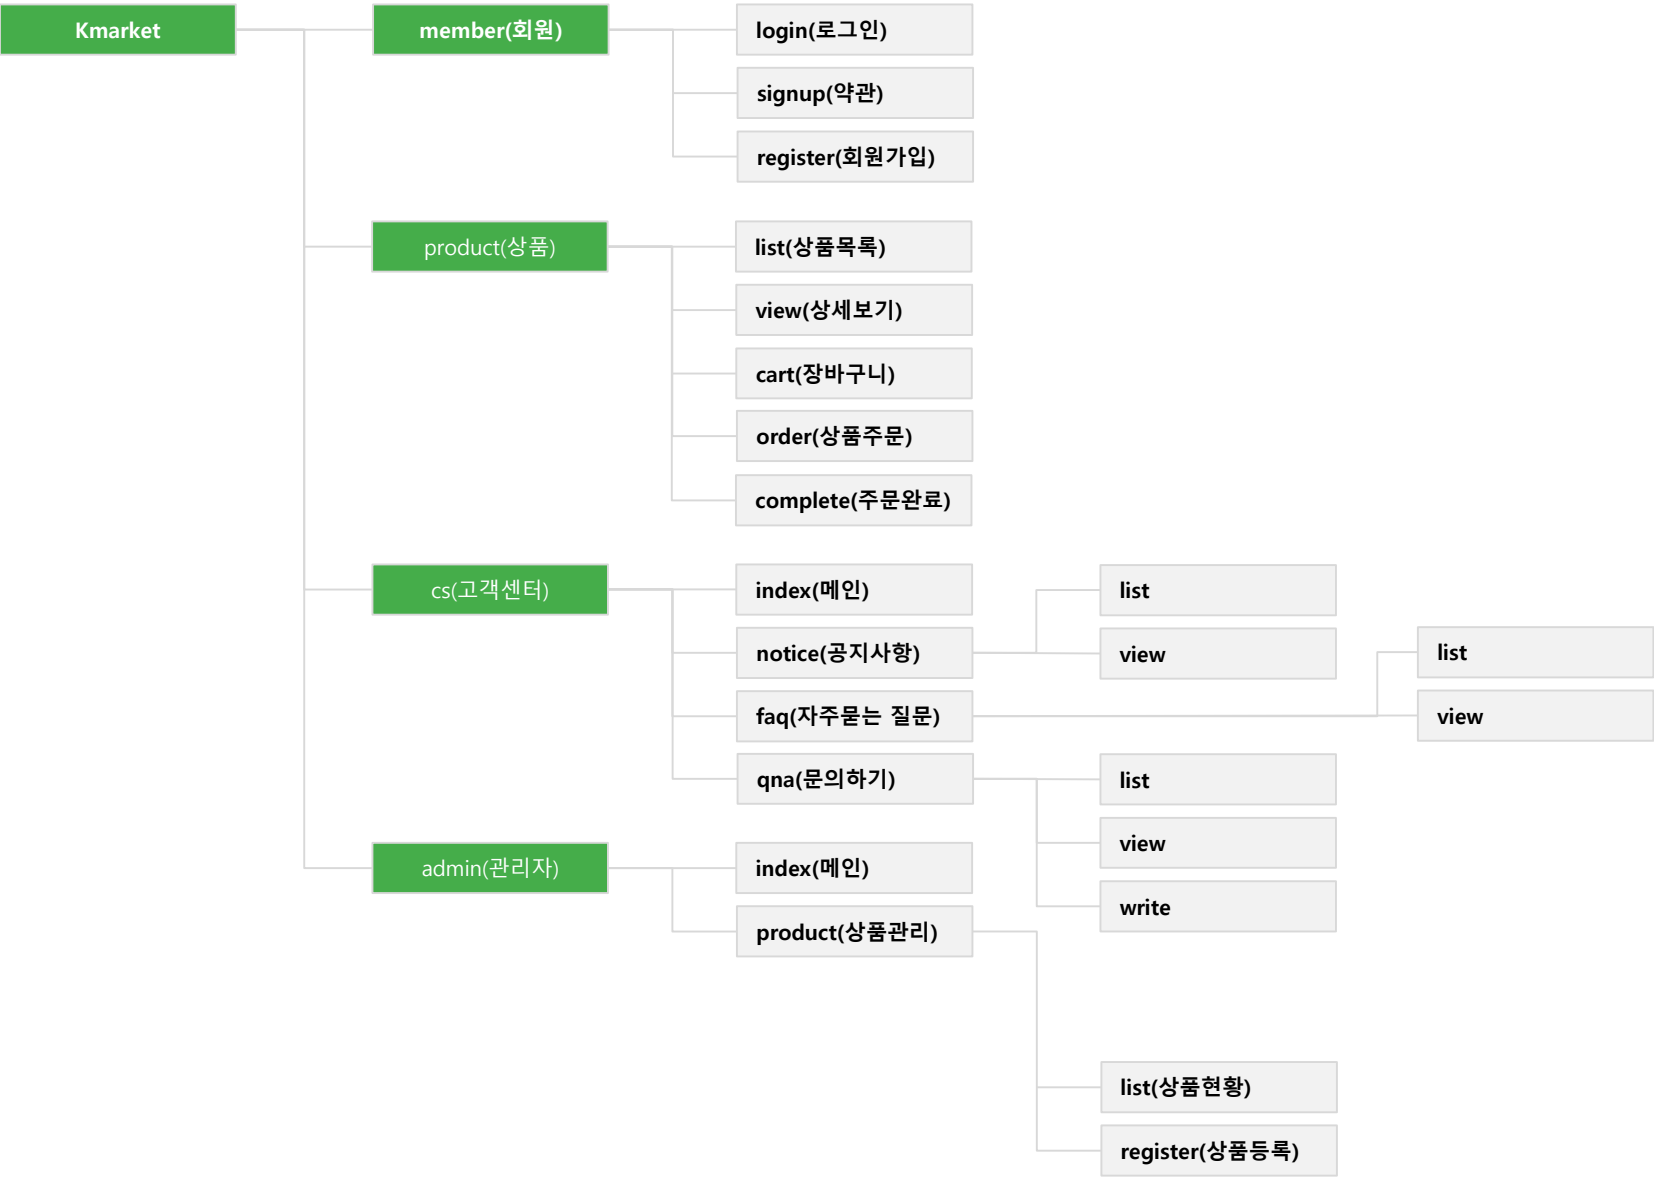 Kmarket
member(회원)
login(로그인)
signup(약관)
register(회원가입)
product(상품)
list(상품목록)
view(상세보기)
cart(장바구니)
order(상품주문)
complete(주문완료)
cs(고객센터)
index(메인)
notice(공지사항)
list
view
faq(자주묻는 질문)
list
view
qna(문의하기)
list
view
write
admin(관리자)
index(메인)
product(상품관리)
list(상품현황)
register(상품등록)